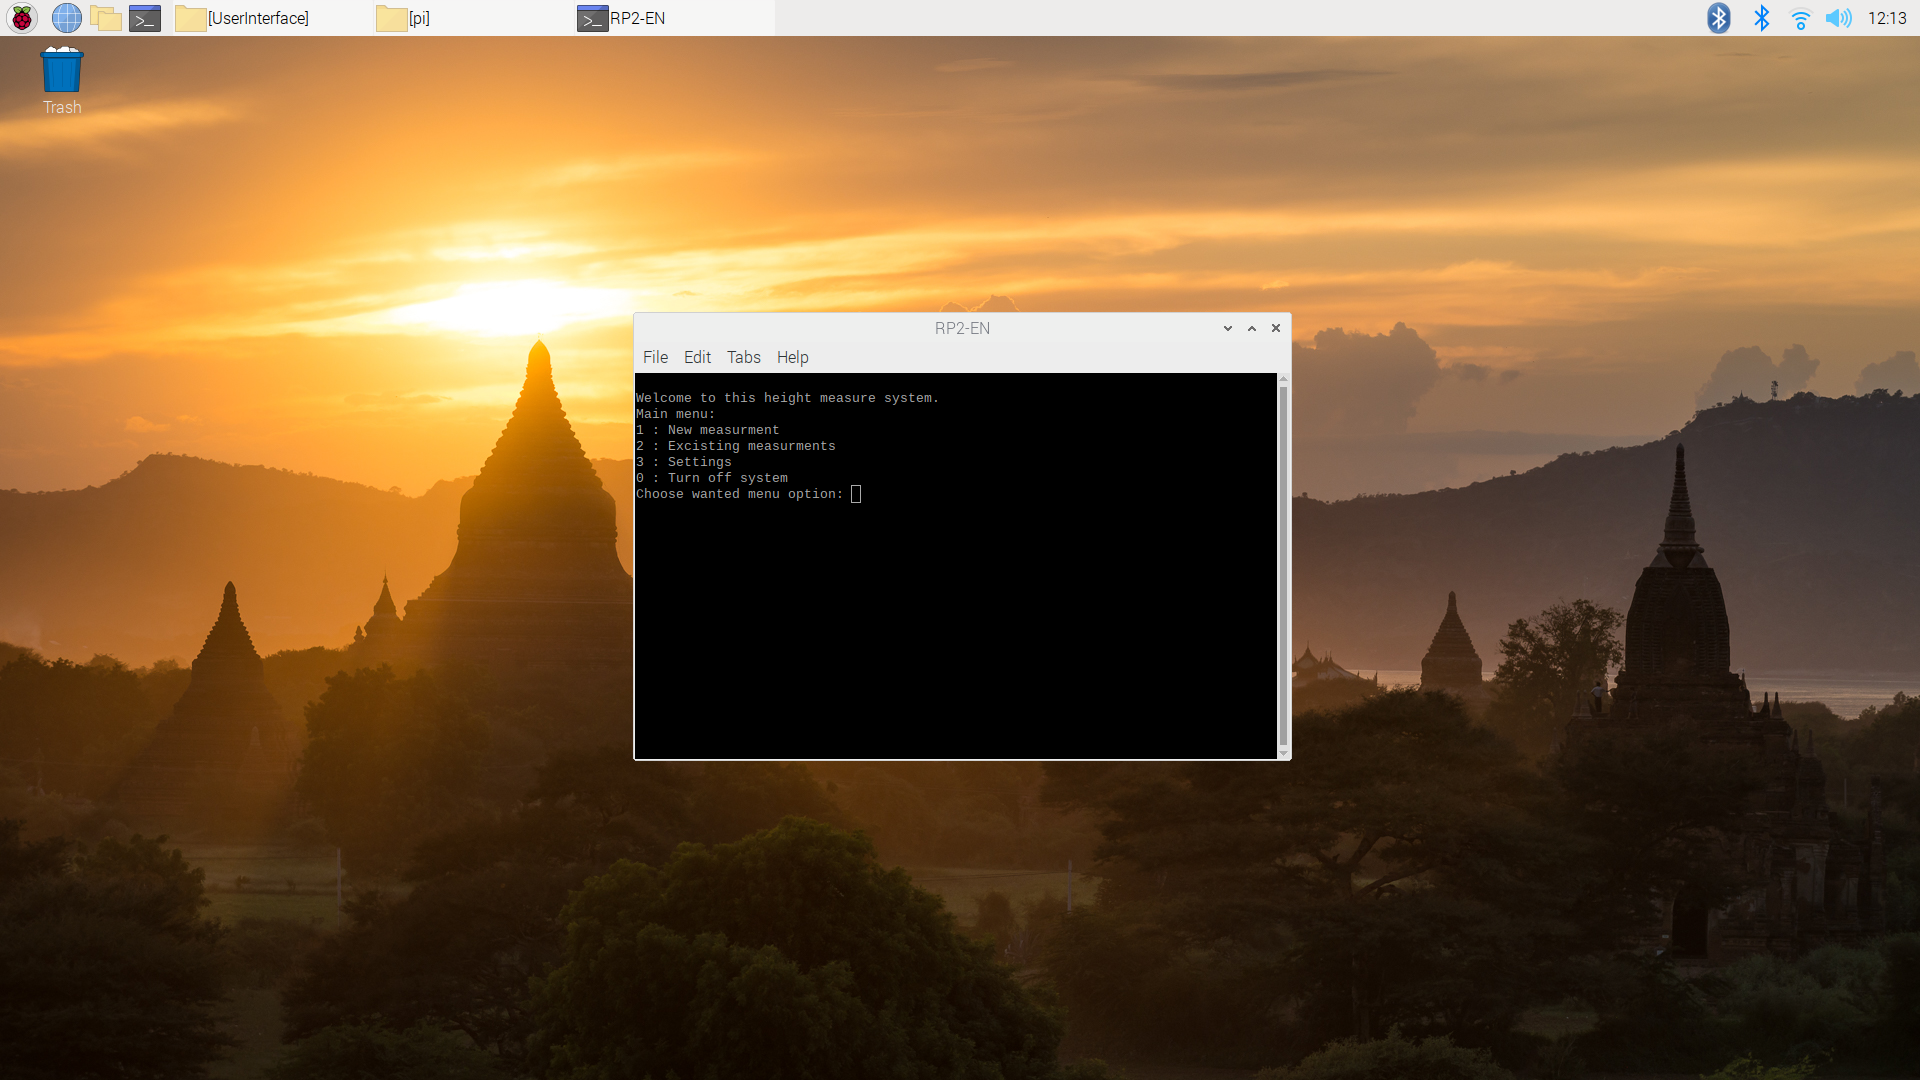 [UserInterface]
[pi]
RP2-EN
12:13
Trash
RP2-EN
File Edit Tabs Help
Welcome to this height measure system.
Main menu:
1 : New measurment
2 : Excisting measurments
3 : Settings
0 : Turn off system
Choose wanted menu option: